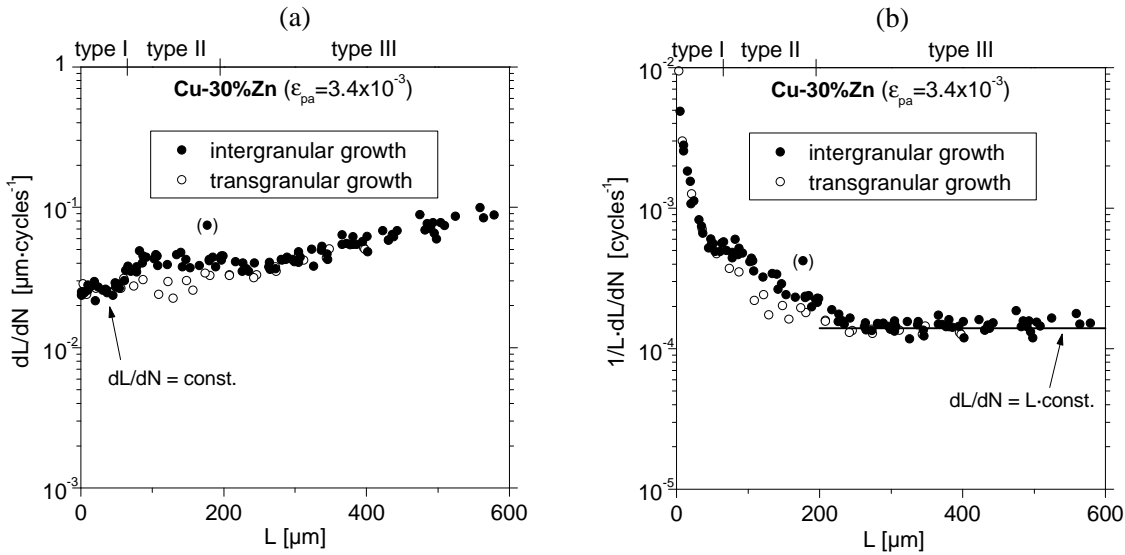 (a)
type I type II type III
Cu-30%Zn (εpa=3.4x10-3)
intergranular growth
transgranular growth
(•)
dL/dN = const.
1
10-1
10-2
10-3
dL/dN [µm·cycles-1]
0 200 400 600
L [µm]
(b)
type I type II type III
Cu-30%Zn (εpa=3.4x10-3)
intergranular growth
transgranular growth
(•)
dL/dN = L·const.
10-2
10-3
10-4
10-5
1/L·dL/dN [cycles-1]
0 200 400 600
L [µm]